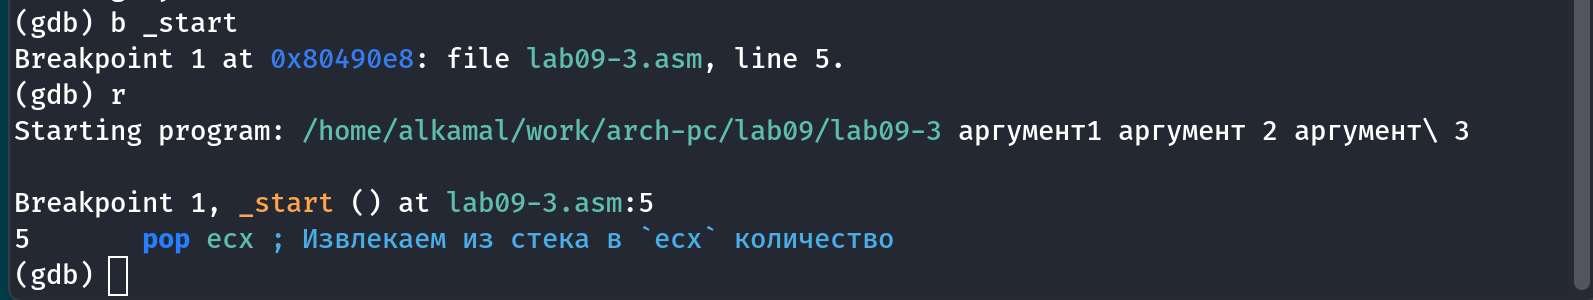 (gdb) b _start
Breakpoint 1 at 0x80490e8: file lab09-3.asm, line 5.
(gdb) r
Starting program: /home/alkamal/work/arch-pc/lab09/lab09-3 аргумент1 аргумент 2 аргумент\ 3
Breakpoint 1, _start () at lab09-3.asm:5
5       pop ecx ; Извлекаем из стека в `ecx` количество
(gdb)